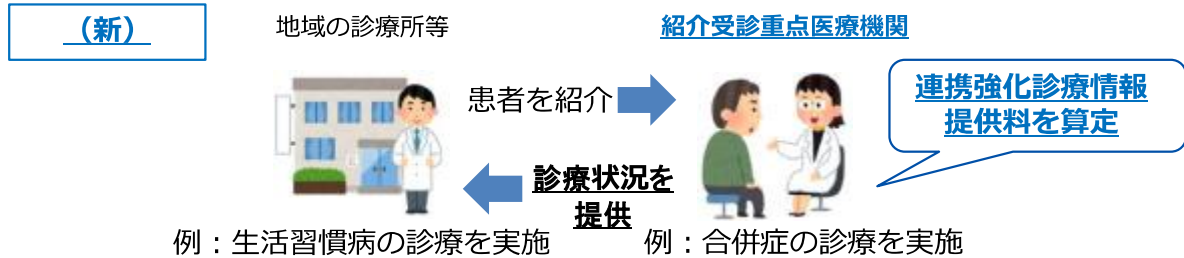 （新）
地域の診療所等
紹介受診重点医療機関
患者を紹介
連携強化診療情報
提供料を算定
診療状況を
提供
例：生活習慣病の診療を実施
例：合併症の診療を実施